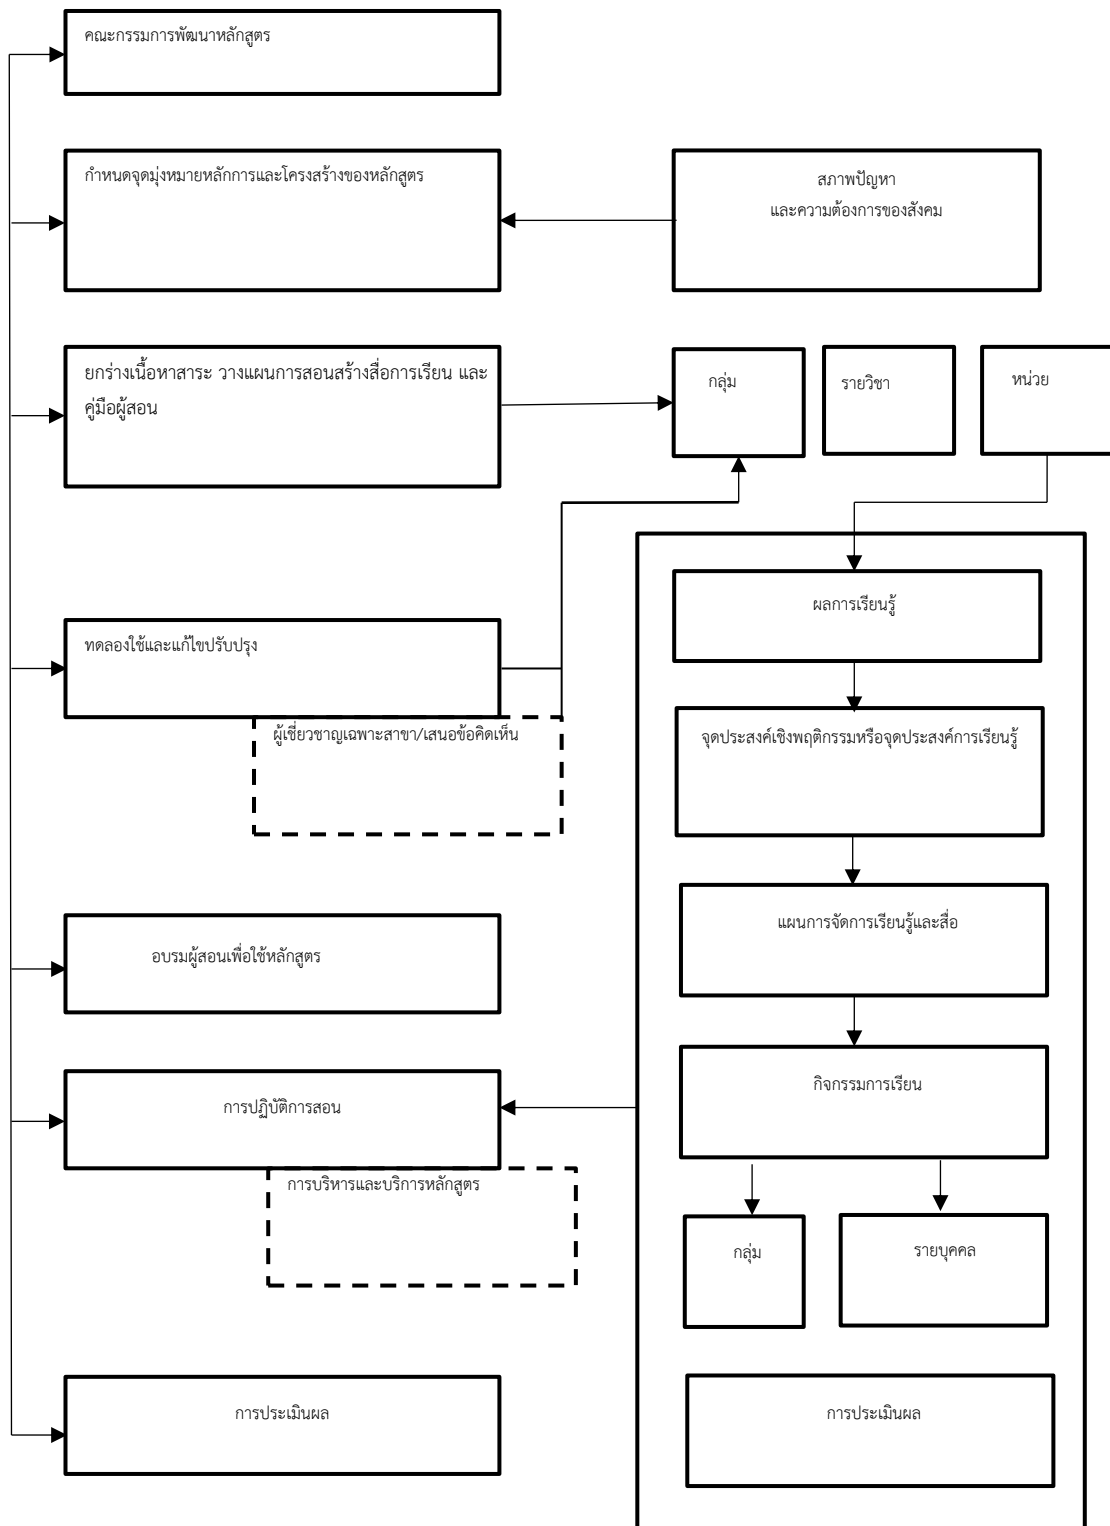 คณะกรรมการพัฒนาหลักสูตร
กำหนดจุดมุ่งหมายหลักการและโครงสร้างของหลักสูตร
สภาพปัญหา
และความต้องการของสังคม
ยกร่างเนื้อหาสาระ วางแผนการสอนสร้างสื่อการเรียน และ
คู่มือผู้สอน
กลุ่ม
รายวิชา
หน่วย
ผลการเรียนรู้
ทดลองใช้และแก้ไขปรับปรุง
ผู้เชี่ยวชาญเฉพาะสาขา/เสนอข้อคิดเห็น
จุดประสงค์เชิงพฤติกรรมหรือจุดประสงค์การเรียนรู้
แผนการจัดการเรียนรู้และสื่อ
อบรมผู้สอนเพื่อใช้หลักสูตร
กิจกรรมการเรียน
การปฏิบัติการสอน
การบริหารและบริการหลักสูตร
กลุ่ม
รายบุคคล
การประเมินผล
การประเมินผล